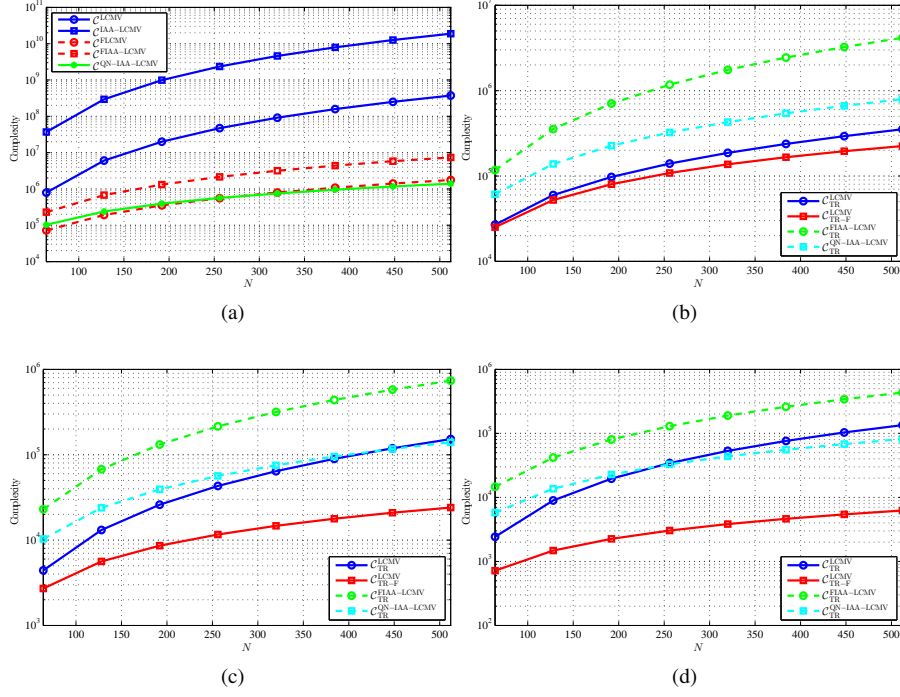 10^11
10^10
10^9
10^8
10^7
10^6
10^5
10^4
Complexity
C^LCMV
C^IAA−LCMV
C^FLCMV
C^FIAA−LCMV
C^QN−IAA−LCMV
100 150 200 250 300 350 400 450 500
N
(a)
10^7
10^6
10^5
10^4
Complexity
C_TR^LCMV
C_TR−F^LCMV
C_TR^FIAA−LCMV
C_TR^QN−IAA−LCMV
100 150 200 250 300 350 400 450 500
N
(b)
10^6
10^5
10^4
10^3
Complexity
C_TR^LCMV
C_TR−F^LCMV
C_TR^FIAA−LCMV
C_TR^QN−IAA−LCMV
100 150 200 250 300 350 400 450 500
N
(c)
10^6
10^5
10^4
10^3
10^2
Complexity
C_TR^LCMV
C_TR−F^LCMV
C_TR^FIAA−LCMV
C_TR^QN−IAA−LCMV
100 150 200 250 300 350 400 450 500
N
(d)